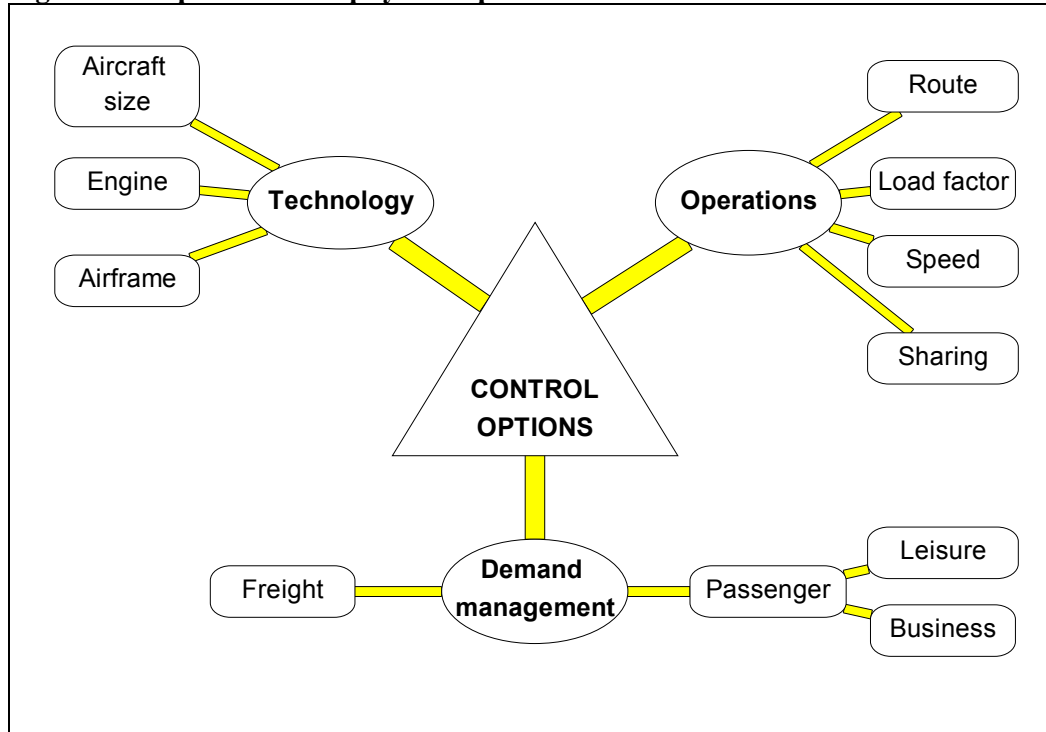 Aircraft
size
Engine
Airframe
Technology
Route
Load factor
Speed
Sharing
Operations
CONTROL
OPTIONS
Demand
management
Freight
Passenger
Leisure
Business